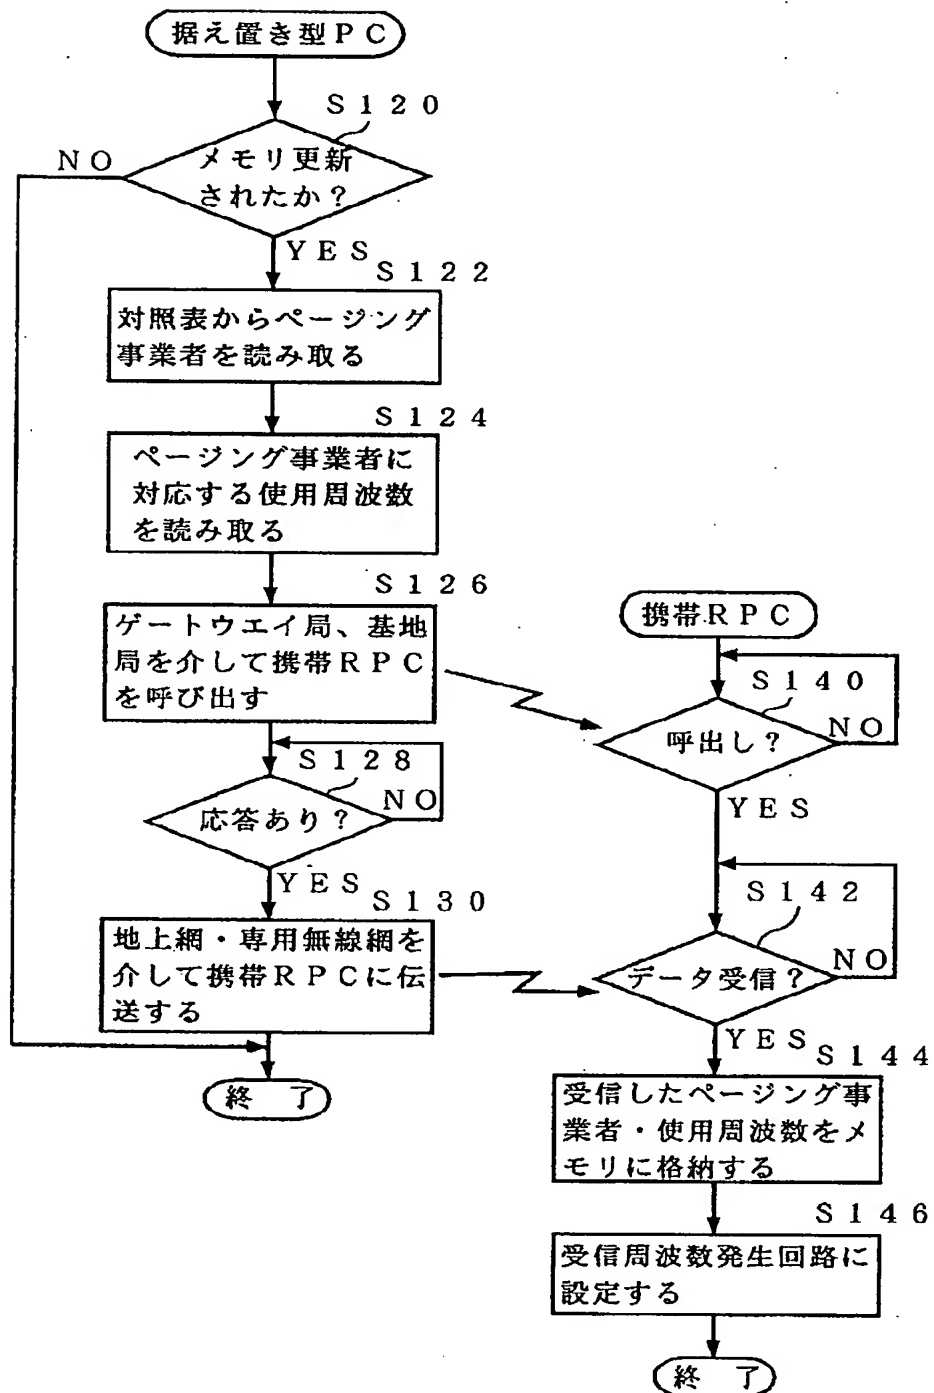 据え置き型PC
S120
メモリ更新
されたか?
NO
YES
S122
対照表からページング
事業者を読み取る
S124
ページング事業者に
対応する使用周波数
を読み取る
S126
ゲートウエイ局、基地
局を介して携帯RPC
を呼び出す
S128
応答あり?
NO
YES
S130
地上網・専用無線網を
介して携帯RPCに伝
送する
終 了
携帯RPC
S140
呼出し?
NO
YES
S142
データ受信?
NO
YES
S144
受信したページング事
業者・使用周波数をメ
モリに格納する
S146
受信周波数発生回路に
設定する
終 了